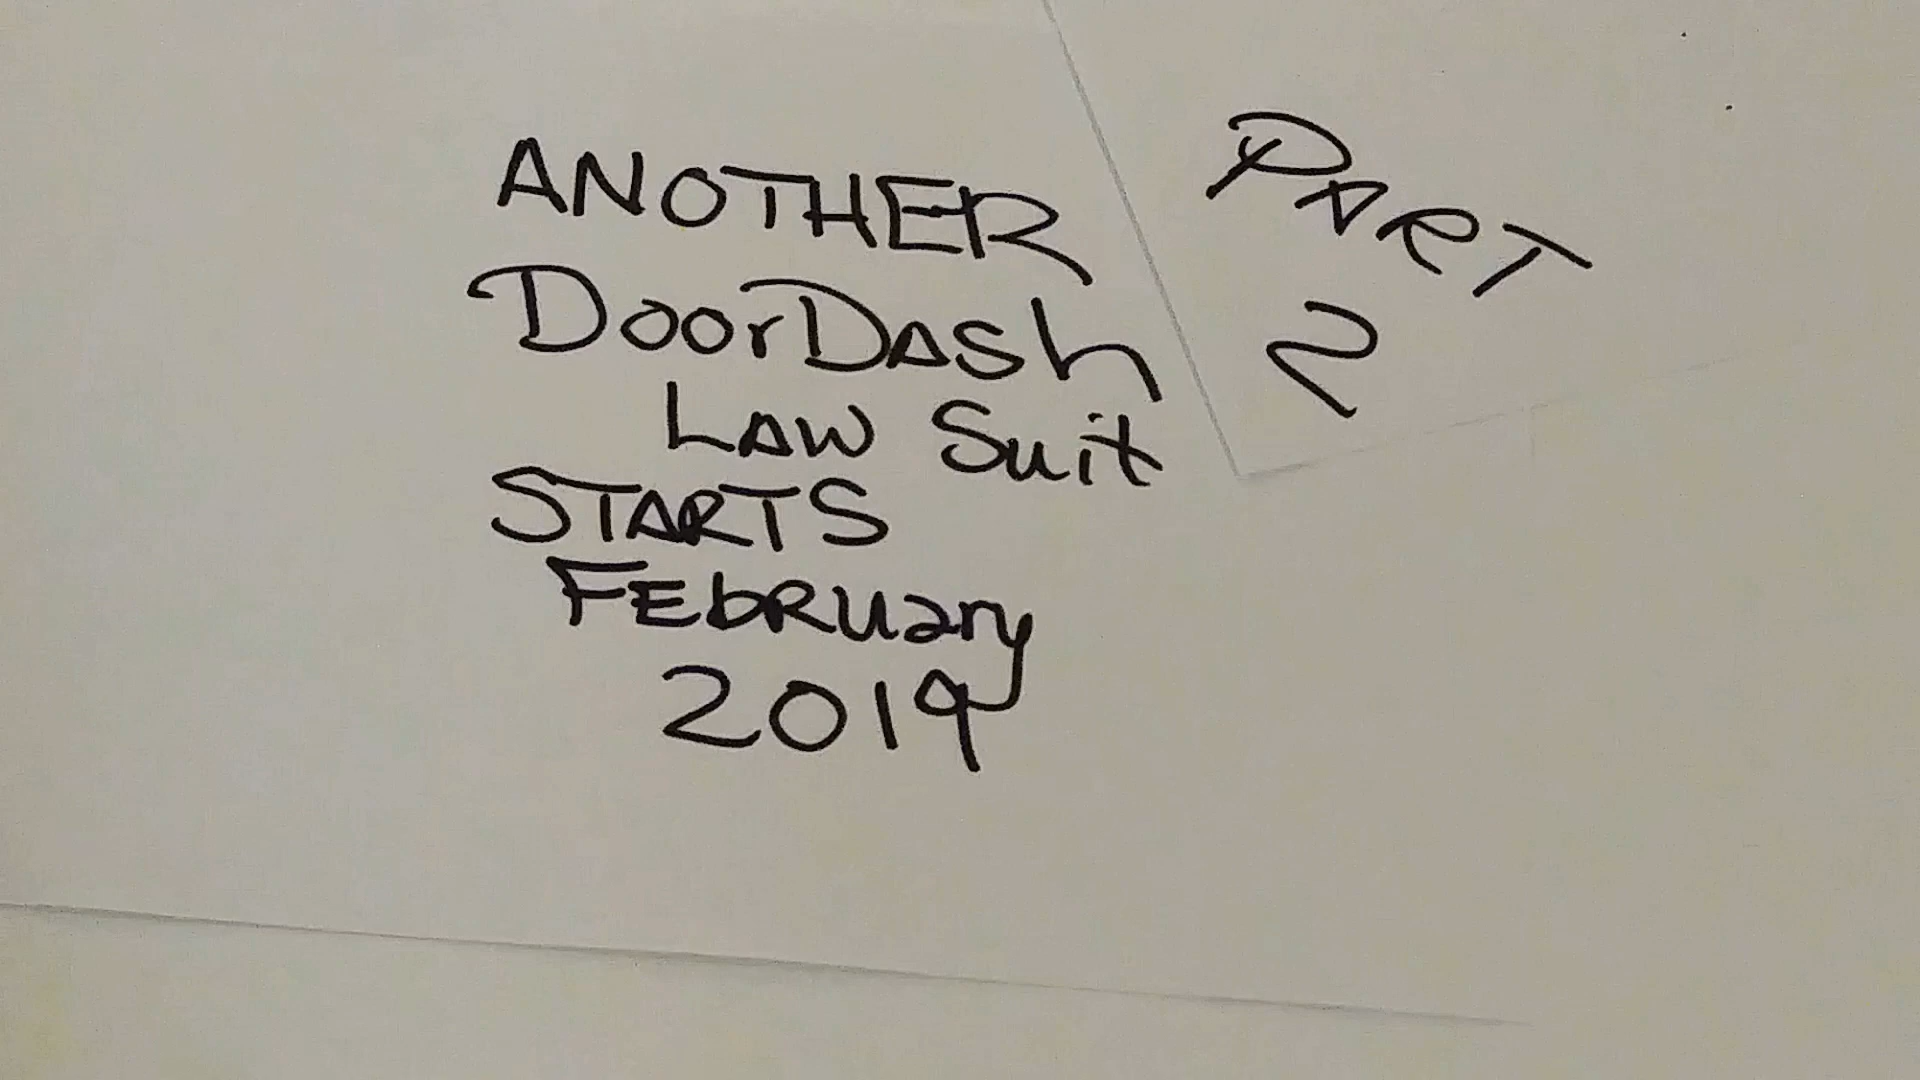 ANOTHER
DoorDash
LAW Suit
STARTS
FEbRuary
2019
PART
2